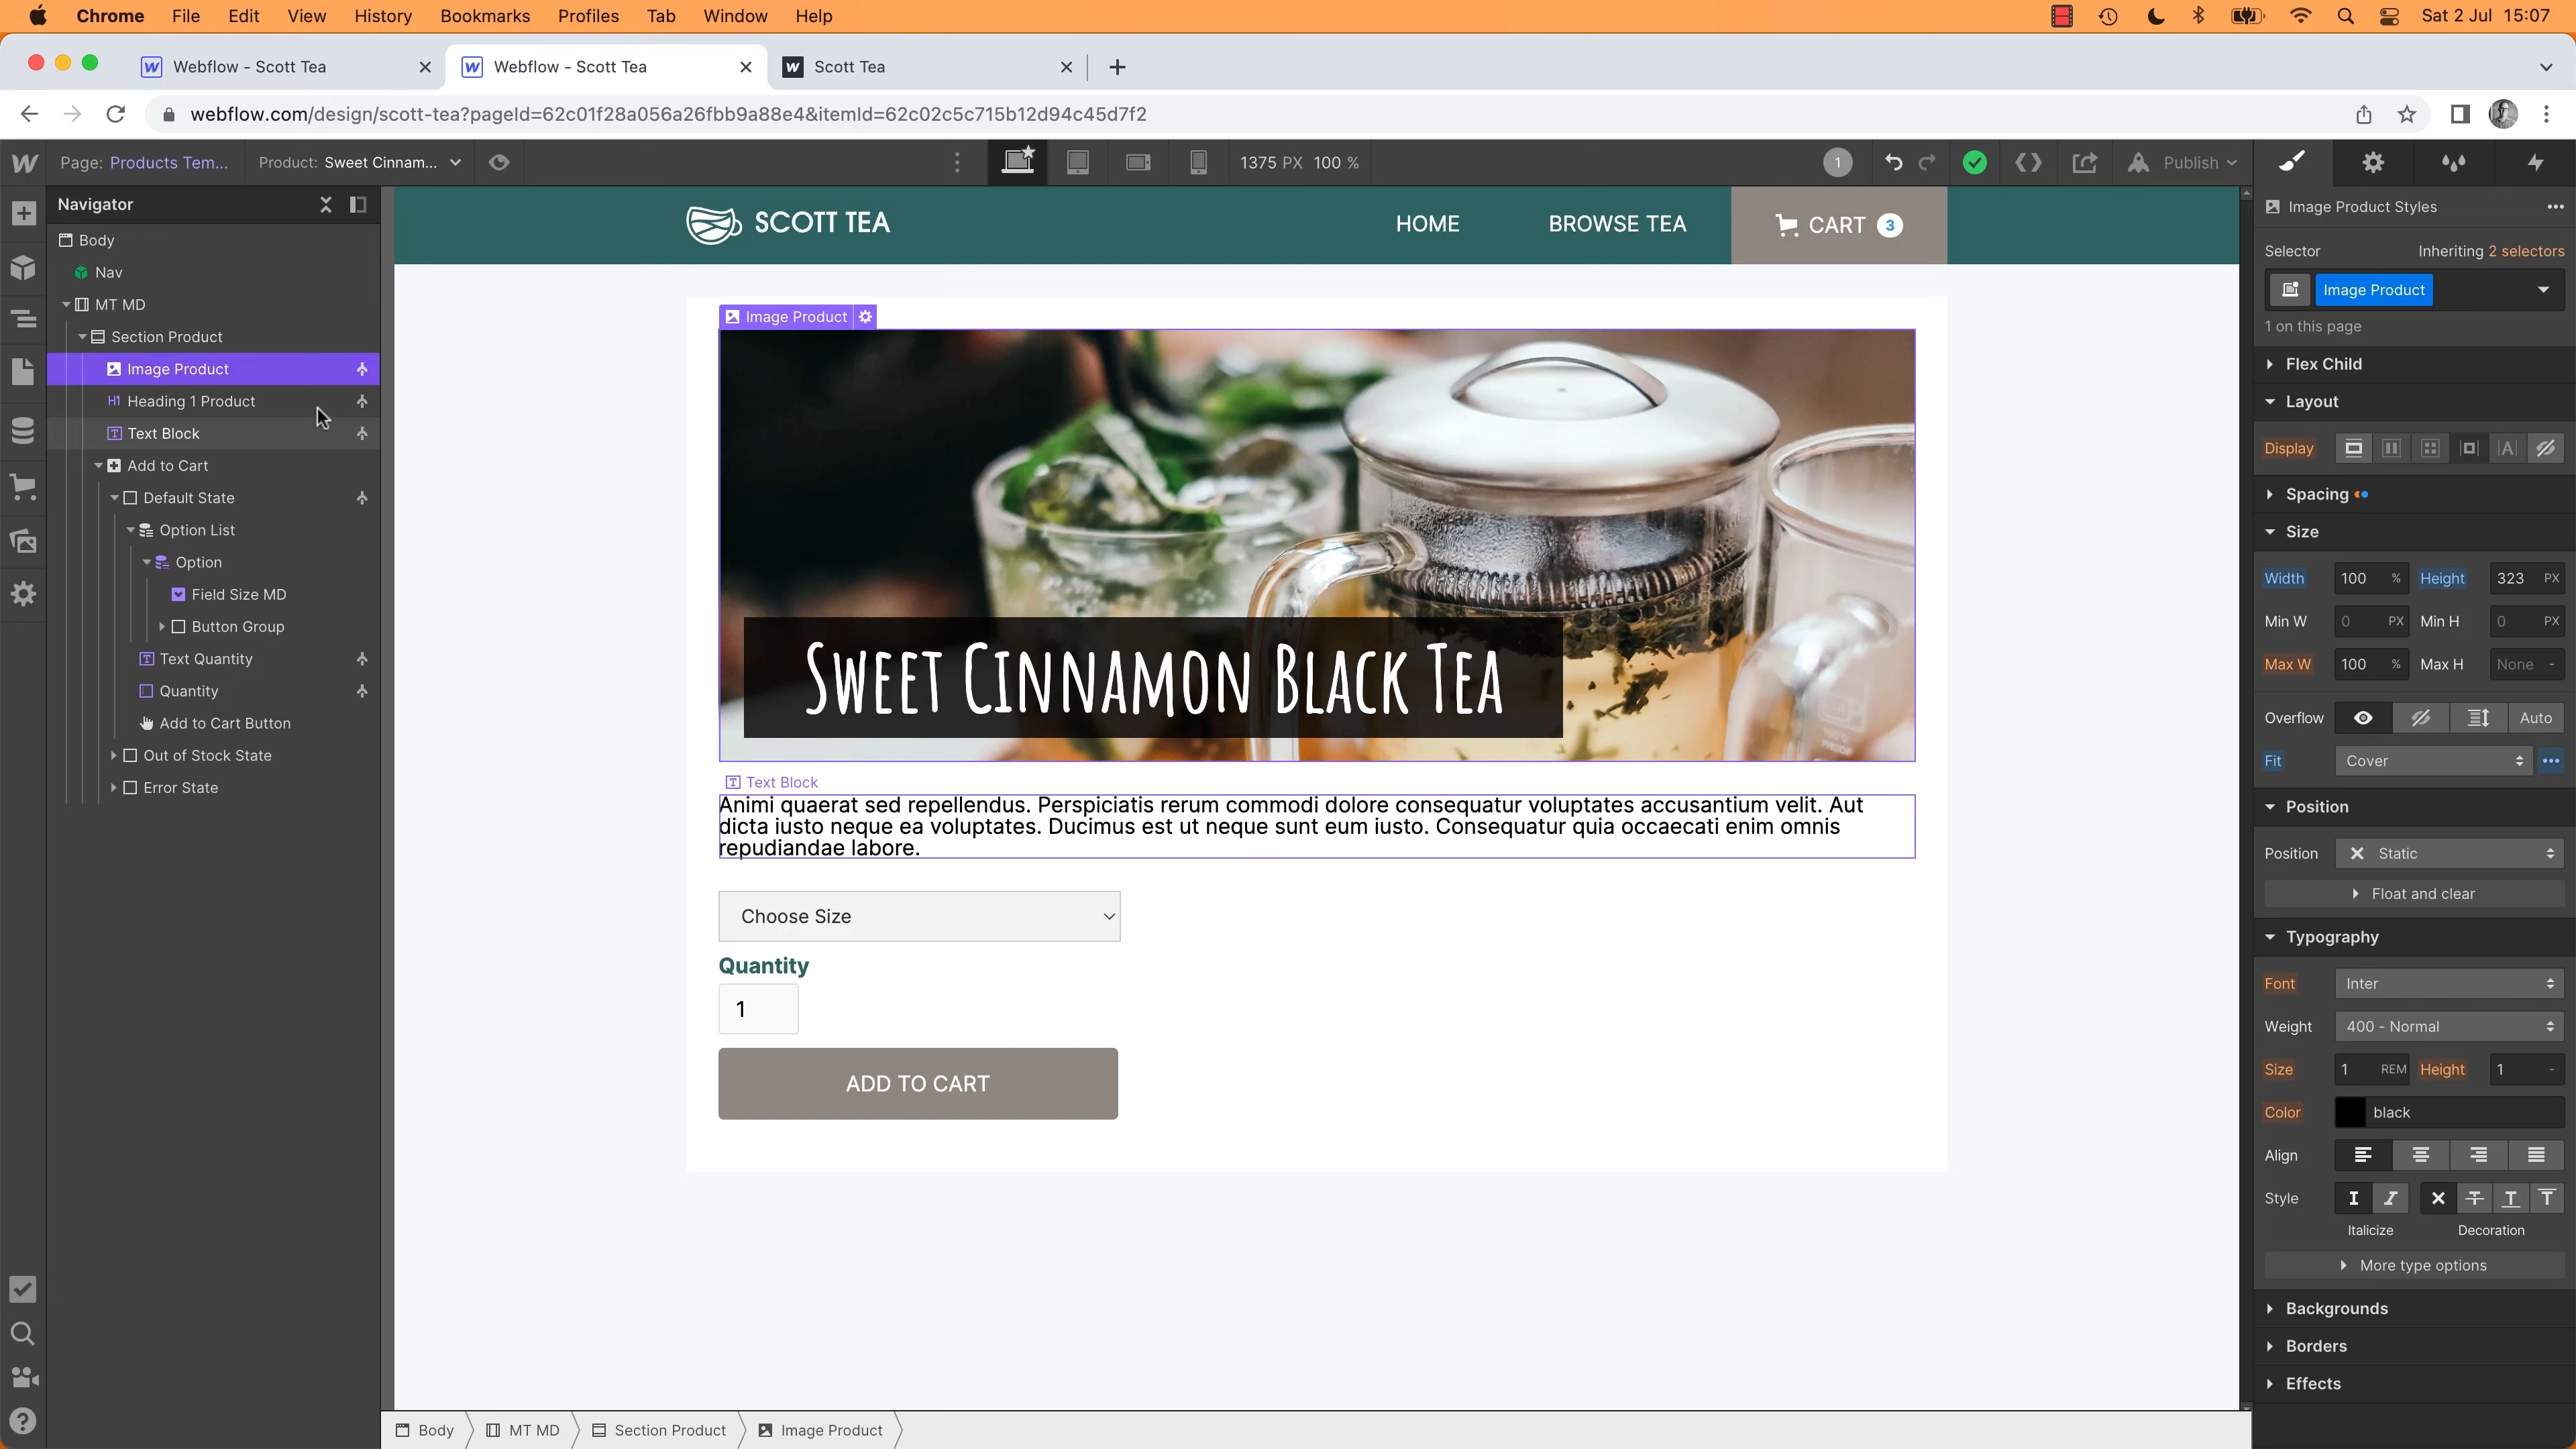 Chrome File Edit View History Bookmarks Profiles Tab Window Help Sat 2 Jul 15:07
Webflow - Scott Tea Webflow - Scott Tea Scott Tea
webflow.com/design/scott-tea?pageId=62c01f28a056a26fbb9a88e4&itemId=62c02c5c715b12d94c45d7f2
Page: Products Tem... Product: Sweet Cinnam... 1375 PX 100 % 1 Publish
Navigator
Body
Nav
MT MD
Section Product
Image Product
H1 Heading 1 Product
Text Block
Add to Cart
Default State
Option List
Option
Field Size MD
Button Group
Text Quantity
Quantity
Add to Cart Button
Out of Stock State
Error State
SCOTT TEA HOME BROWSE TEA CART 3
Image Product
Sweet Cinnamon Black Tea
Text Block
Animi quaerat sed repellendus. Perspiciatis rerum commodi dolore consequatur voluptates accusantium velit. Aut
dicta iusto neque ea voluptates. Ducimus est ut neque sunt eum iusto. Consequatur quia occaecati enim omnis
repudiandae labore.
Choose Size
Quantity
1
ADD TO CART
Body MT MD Section Product Image Product
Image Product Styles
Selector Inheriting 2 selectors
Image Product
1 on this page
Flex Child
Layout
Display
Spacing
Size
Width 100 % Height 323 PX
Min W 0 PX Min H 0 PX
Max W 100 % Max H None -
Overflow Auto
Fit Cover
Position
Position Static
Float and clear
Typography
Font Inter
Weight 400 - Normal
Size 1 REM Height 1 -
Color black
Align
Style
Italicize Decoration
More type options
Backgrounds
Borders
Effects